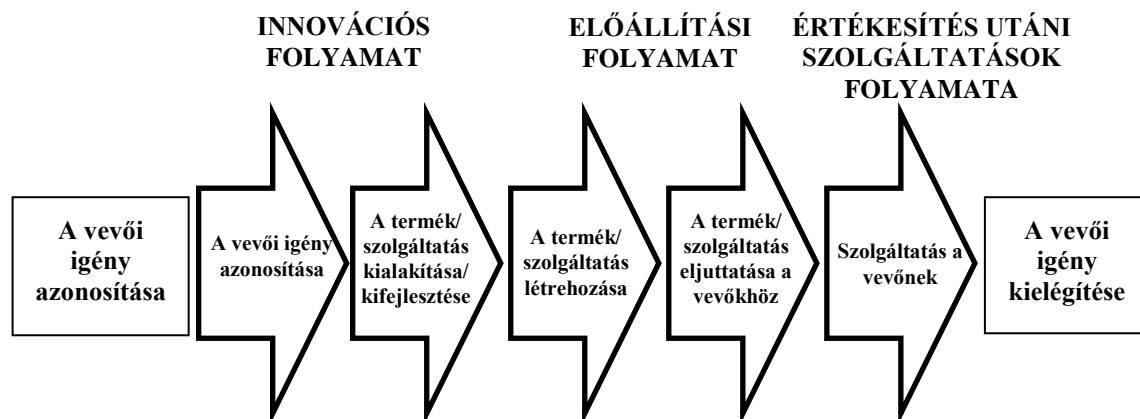 INNOVÁCIÓS
FOLYAMAT
ELŐÁLLÍTÁSI
FOLYAMAT
ÉRTÉKESÍTÉS UTÁNI
SZOLGÁLTATÁSOK
FOLYAMATA
A vevői
igény
azonosítása
A vevői igény
azonosítása
A termék/
szolgáltatás
kialakítása/
kifejlesztése
A termék/
szolgáltatás
létrehozása
A termék/
szolgáltatás
eljuttatása a
vevőkhöz
Szolgáltatás a
vevőnek
A vevői
igény
kielégítése